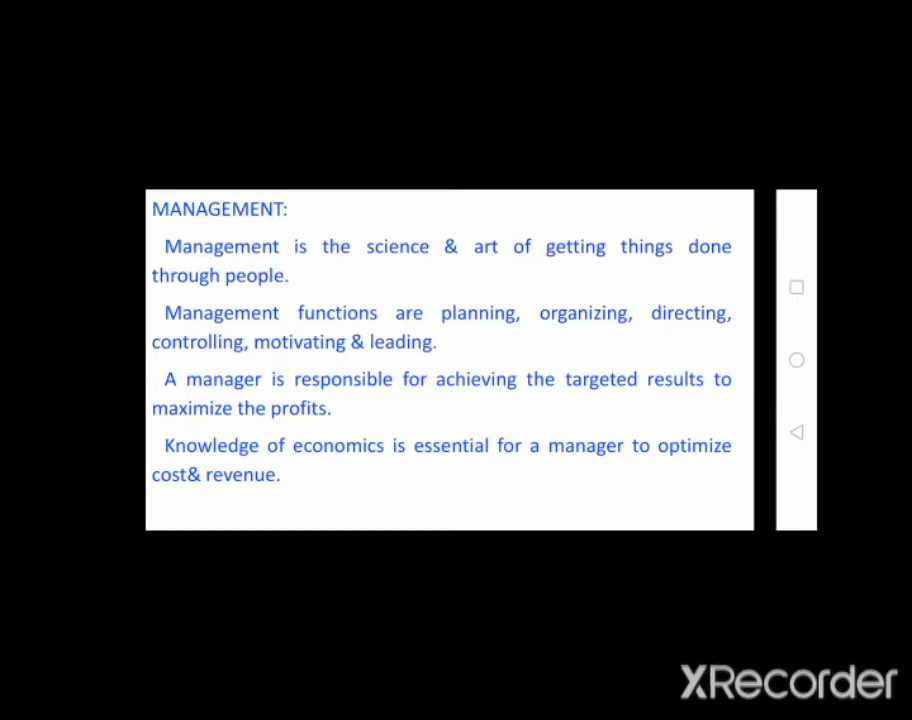 MANAGEMENT:
Management is the science & art of getting things done
through people.
Management functions are planning, organizing, directing,
controlling, motivating & leading.
A manager is responsible for achieving the targeted results to
maximize the profits.
Knowledge of economics is essential for a manager to optimize
cost& revenue.
XRecorder